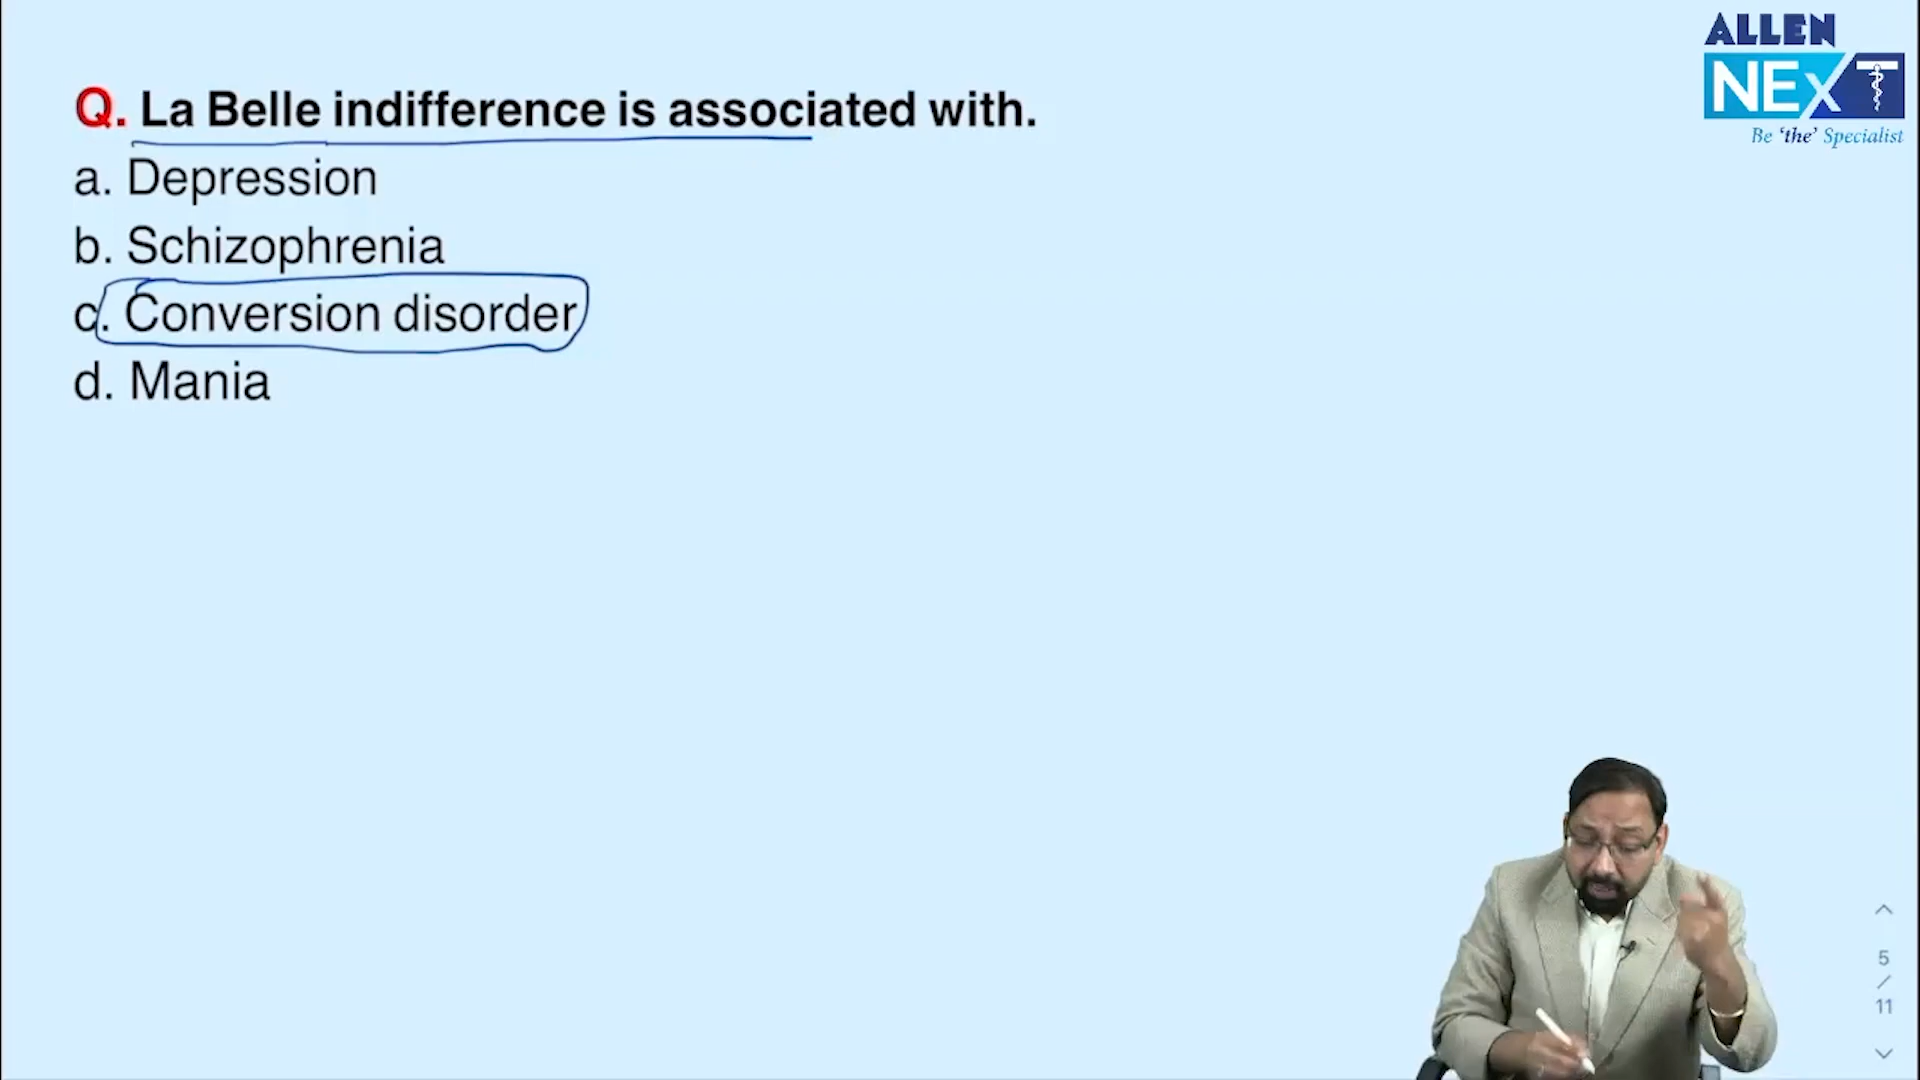 ALLEN
NEXT
Be 'the' Specialist
Q. La Belle indifference is associated with.
a. Depression
b. Schizophrenia
c. Conversion disorder
d. Mania
5
/
11